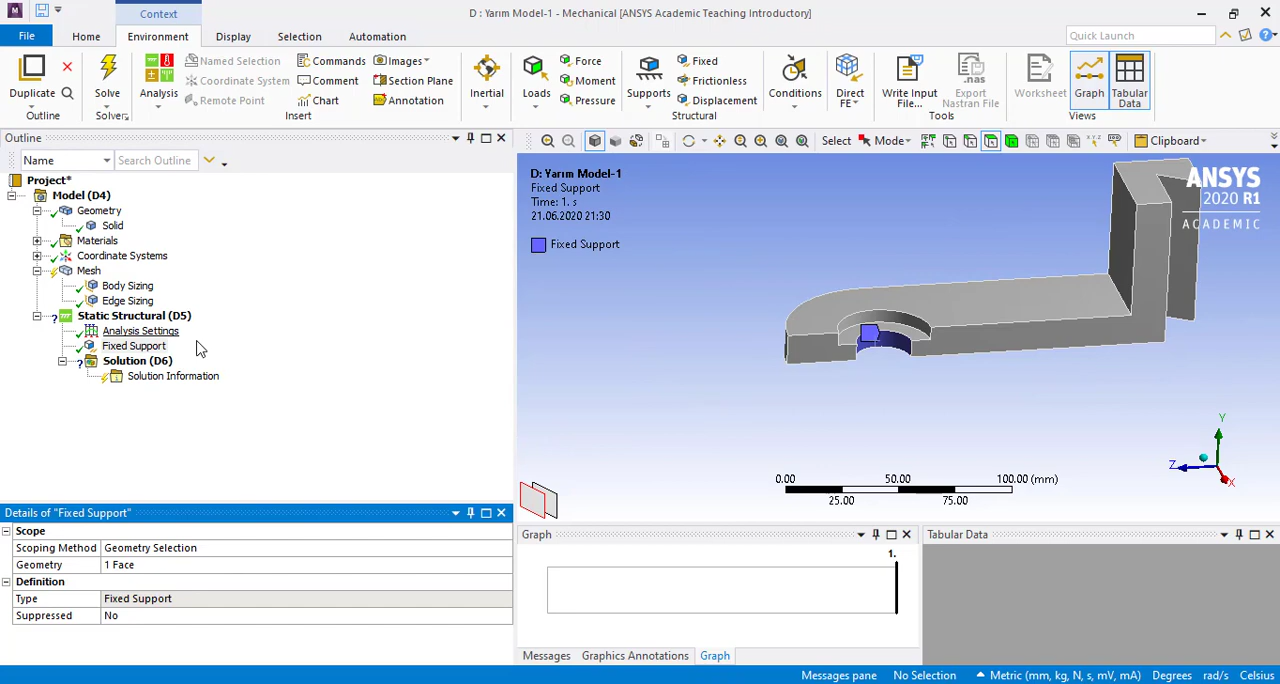 Context
D : Yarım Model-1 - Mechanical [ANSYS Academic Teaching Introductory]
File Home Environment Display Selection Automation
Quick Launch
Duplicate
Outline
Solve
Solver
Analysis
Named Selection
Coordinate System
Remote Point
Commands
Comment
Chart
Images
Section Plane
Annotation
Insert
Inertial
Loads
Force
Moment
Pressure
Supports
Fixed
Frictionless
Displacement
Structural
Conditions
Direct
FE
Write Input
File...
Export
Nastran File
.nas
Tools
Worksheet
Graph
Tabular
Data
Views
Outline
Name
Search Outline
Select
Mode
Clipboard
Project*
Model (D4)
Geometry
Solid
Materials
Coordinate Systems
Mesh
Body Sizing
Edge Sizing
Static Structural (D5)
Analysis Settings
Fixed Support
Solution (D6)
Solution Information
D: Yarım Model-1
Fixed Support
Time: 1. s
21.06.2020 21:30
Fixed Support
ANSYS
2020 R1
ACADEMIC
Y
Z
X
0.00 50.00 100.00 (mm)
25.00 75.00
Details of "Fixed Support"
Scope
Scoping Method Geometry Selection
Geometry 1 Face
Definition
Type Fixed Support
Suppressed No
Graph
1.
Tabular Data
Messages Graphics Annotations Graph
Messages pane No Selection Metric (mm, kg, N, s, mV, mA) Degrees rad/s Celsius